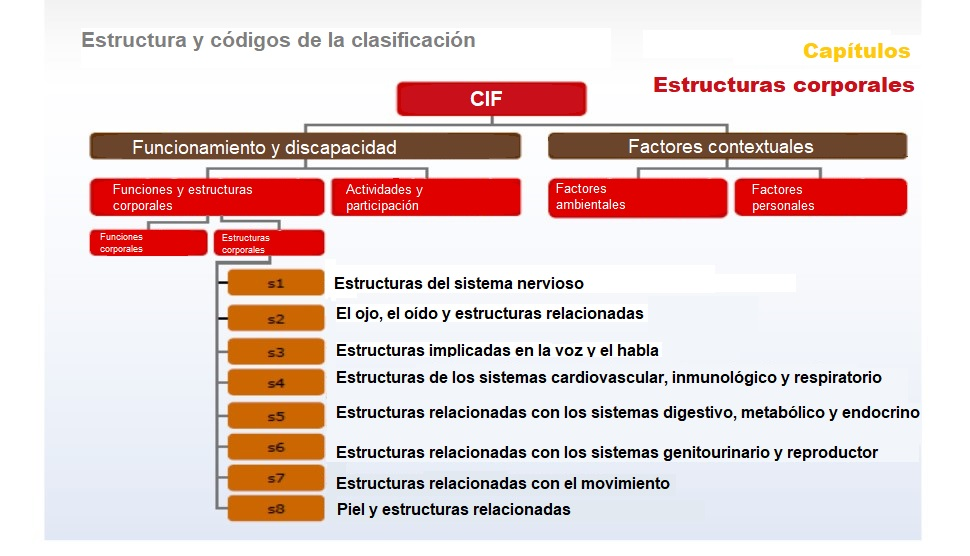 Estructura y códigos de la clasificación
Capítulos
Estructuras corporales
CIF
Funcionamiento y discapacidad
Factores contextuales
Funciones y estructuras
corporales
Actividades y
participación
Factores
ambientales
Factores
personales
Funciones
corporales
Estructuras
corporales
s1 Estructuras del sistema nervioso
s2 El ojo, el oído y estructuras relacionadas
s3 Estructuras implicadas en la voz y el habla
s4 Estructuras de los sistemas cardiovascular, inmunológico y respiratorio
s5 Estructuras relacionadas con los sistemas digestivo, metabólico y endocrino
s6 Estructuras relacionadas con los sistemas genitourinario y reproductor
s7 Estructuras relacionadas con el movimiento
s8 Piel y estructuras relacionadas